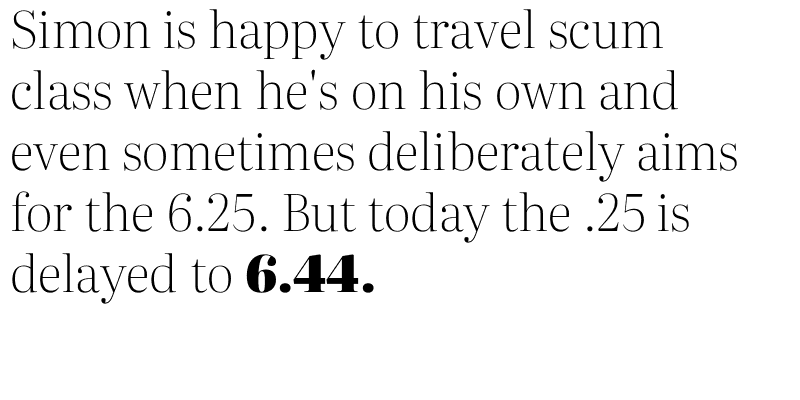 Simon is happy to travel scum
class when he's on his own and
even sometimes deliberately aims
for the 6.25. But today the .25 is
delayed to 6.44.